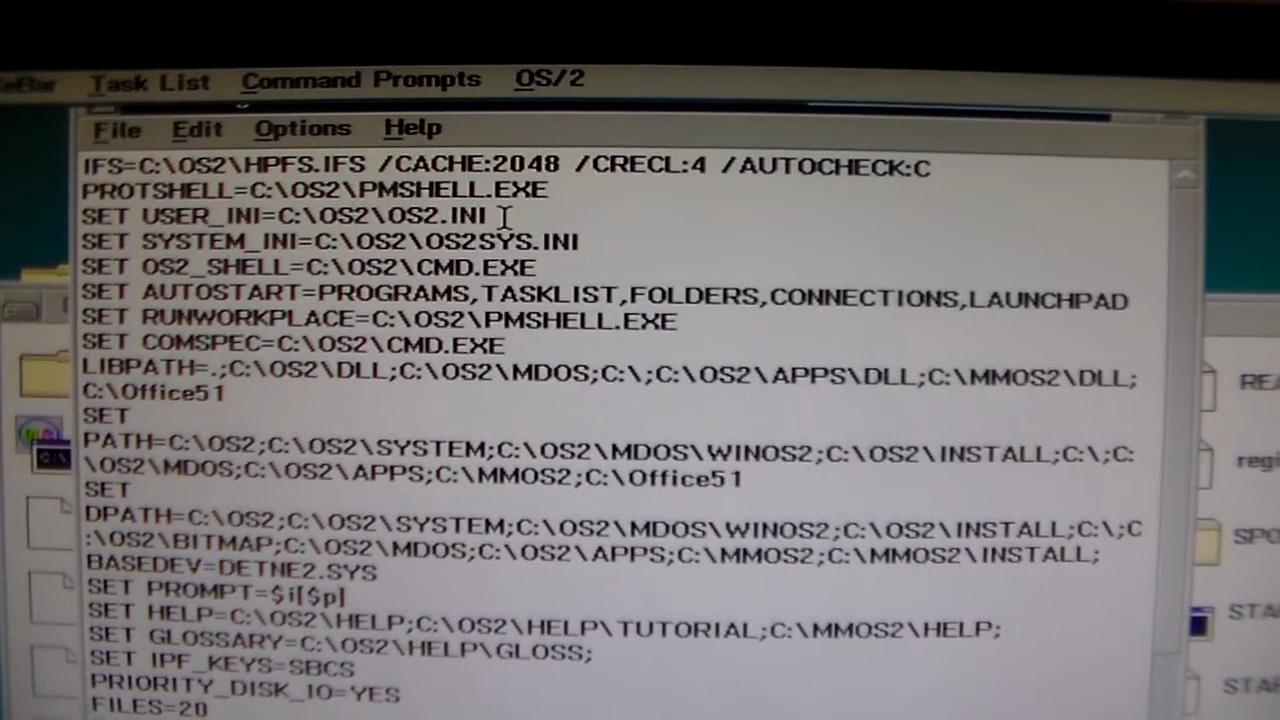 Task List Command Prompts OS/2
File Edit Options Help
IFS=C:\OS2\HPFS.IFS /CACHE:2048 /CRECL:4 /AUTOCHECK:C
PROTSHELL=C:\OS2\PMSHELL.EXE
SET USER_INI=C:\OS2\OS2.INI
SET SYSTEM_INI=C:\OS2\OS2SYS.INI
SET OS2_SHELL=C:\OS2\CMD.EXE
SET AUTOSTART=PROGRAMS,TASKLIST,FOLDERS,CONNECTIONS,LAUNCHPAD
SET RUNWORKPLACE=C:\OS2\PMSHELL.EXE
SET COMSPEC=C:\OS2\CMD.EXE
LIBPATH=.;C:\OS2\DLL;C:\OS2\MDOS;C:\;C:\OS2\APPS\DLL;C:\MMOS2\DLL;
C:\Office51
SET
PATH=C:\OS2;C:\OS2\SYSTEM;C:\OS2\MDOS\WINOS2;C:\OS2\INSTALL;C:\;C:
\OS2\MDOS;C:\OS2\APPS;C:\MMOS2;C:\Office51
SET
DPATH=C:\OS2;C:\OS2\SYSTEM;C:\OS2\MDOS\WINOS2;C:\OS2\INSTALL;C:\;C
:\OS2\BITMAP;C:\OS2\MDOS;C:\OS2\APPS;C:\MMOS2;C:\MMOS2\INSTALL;
BASEDEV=DETNE2.SYS
SET PROMPT=$i[$p]
SET HELP=C:\OS2\HELP;C:\OS2\HELP\TUTORIAL;C:\MMOS2\HELP;
SET GLOSSARY=C:\OS2\HELP\GLOSS;
SET IPF_KEYS=SBCS
PRIORITY_DISK_IO=YES
FILES=20